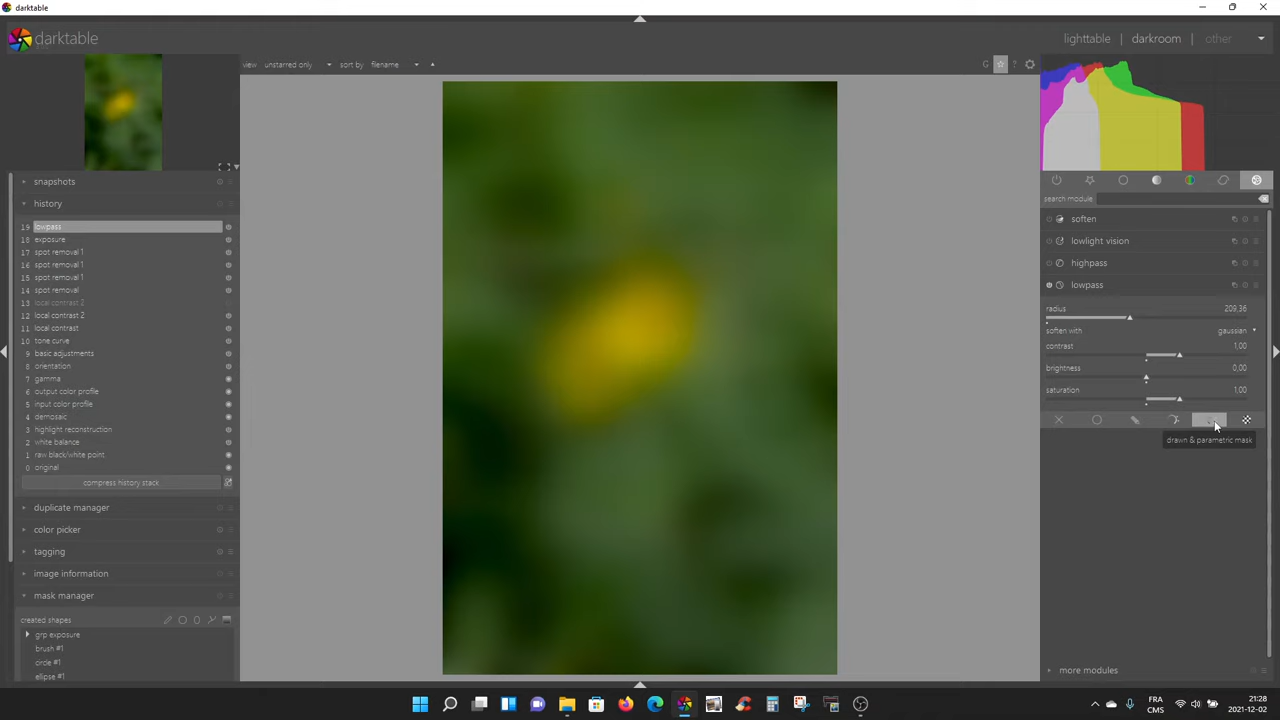 darktable
darktable
lighttable | darkroom | other
view unstarred only sort by filename
G ?
snapshots
history
19 lowpass
18 exposure
17 spot removal 1
16 spot removal 1
15 spot removal 1
14 spot removal
13 local contrast 2
12 local contrast 2
11 local contrast
10 tone curve
9 basic adjustments
8 orientation
7 gamma
6 output color profile
5 input color profile
4 demosaic
3 highlight reconstruction
2 white balance
1 raw black/white point
0 original
compress history stack
duplicate manager
color picker
tagging
image information
mask manager
created shapes
grp exposure
brush #1
circle #1
ellipse #1
search module
soften
lowlight vision
highpass
lowpass
radius 209,36
soften with gaussian
contrast 1,00
brightness 0,00
saturation 1,00
drawn & parametric mask
more modules
FRA
CMS
21:28
2021-12-02